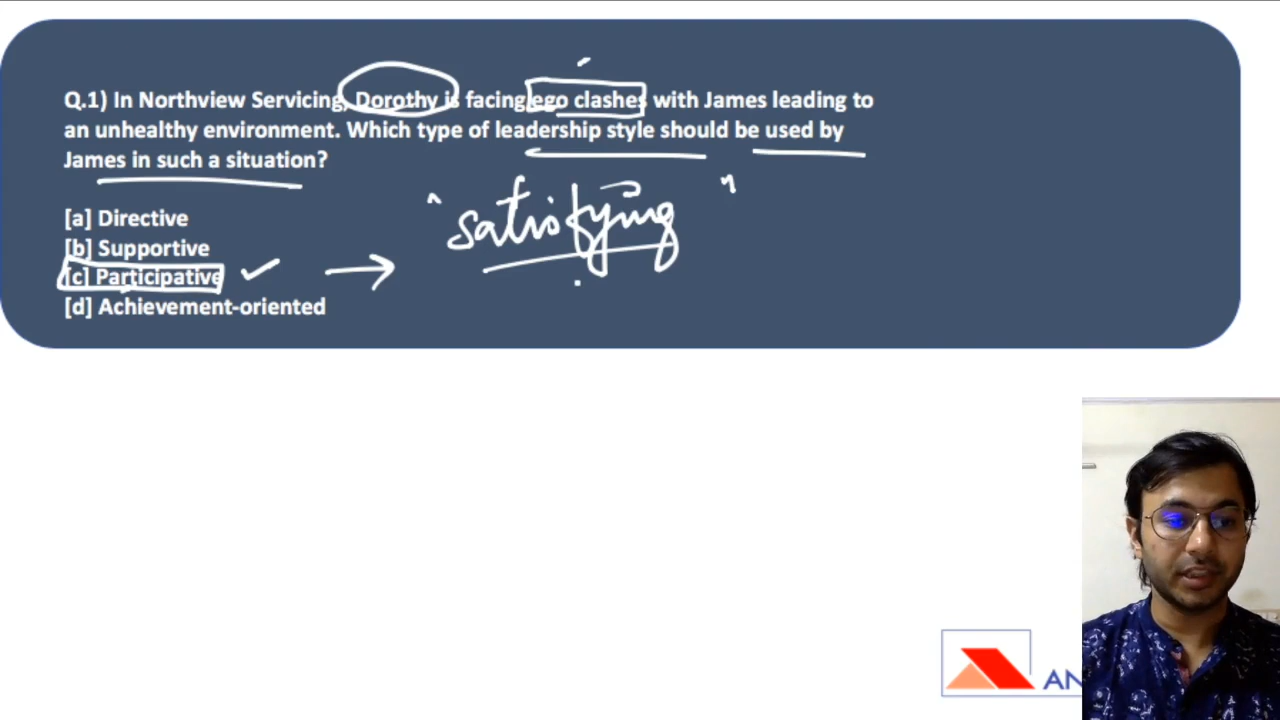 Q.1) In Northview Servicing, Dorothy is facing ego clashes with James leading to
an unhealthy environment. Which type of leadership style should be used by
James in such a situation?
[a] Directive
[b] Supportive
[c] Participative
[d] Achievement-oriented
"satisfying"
AN